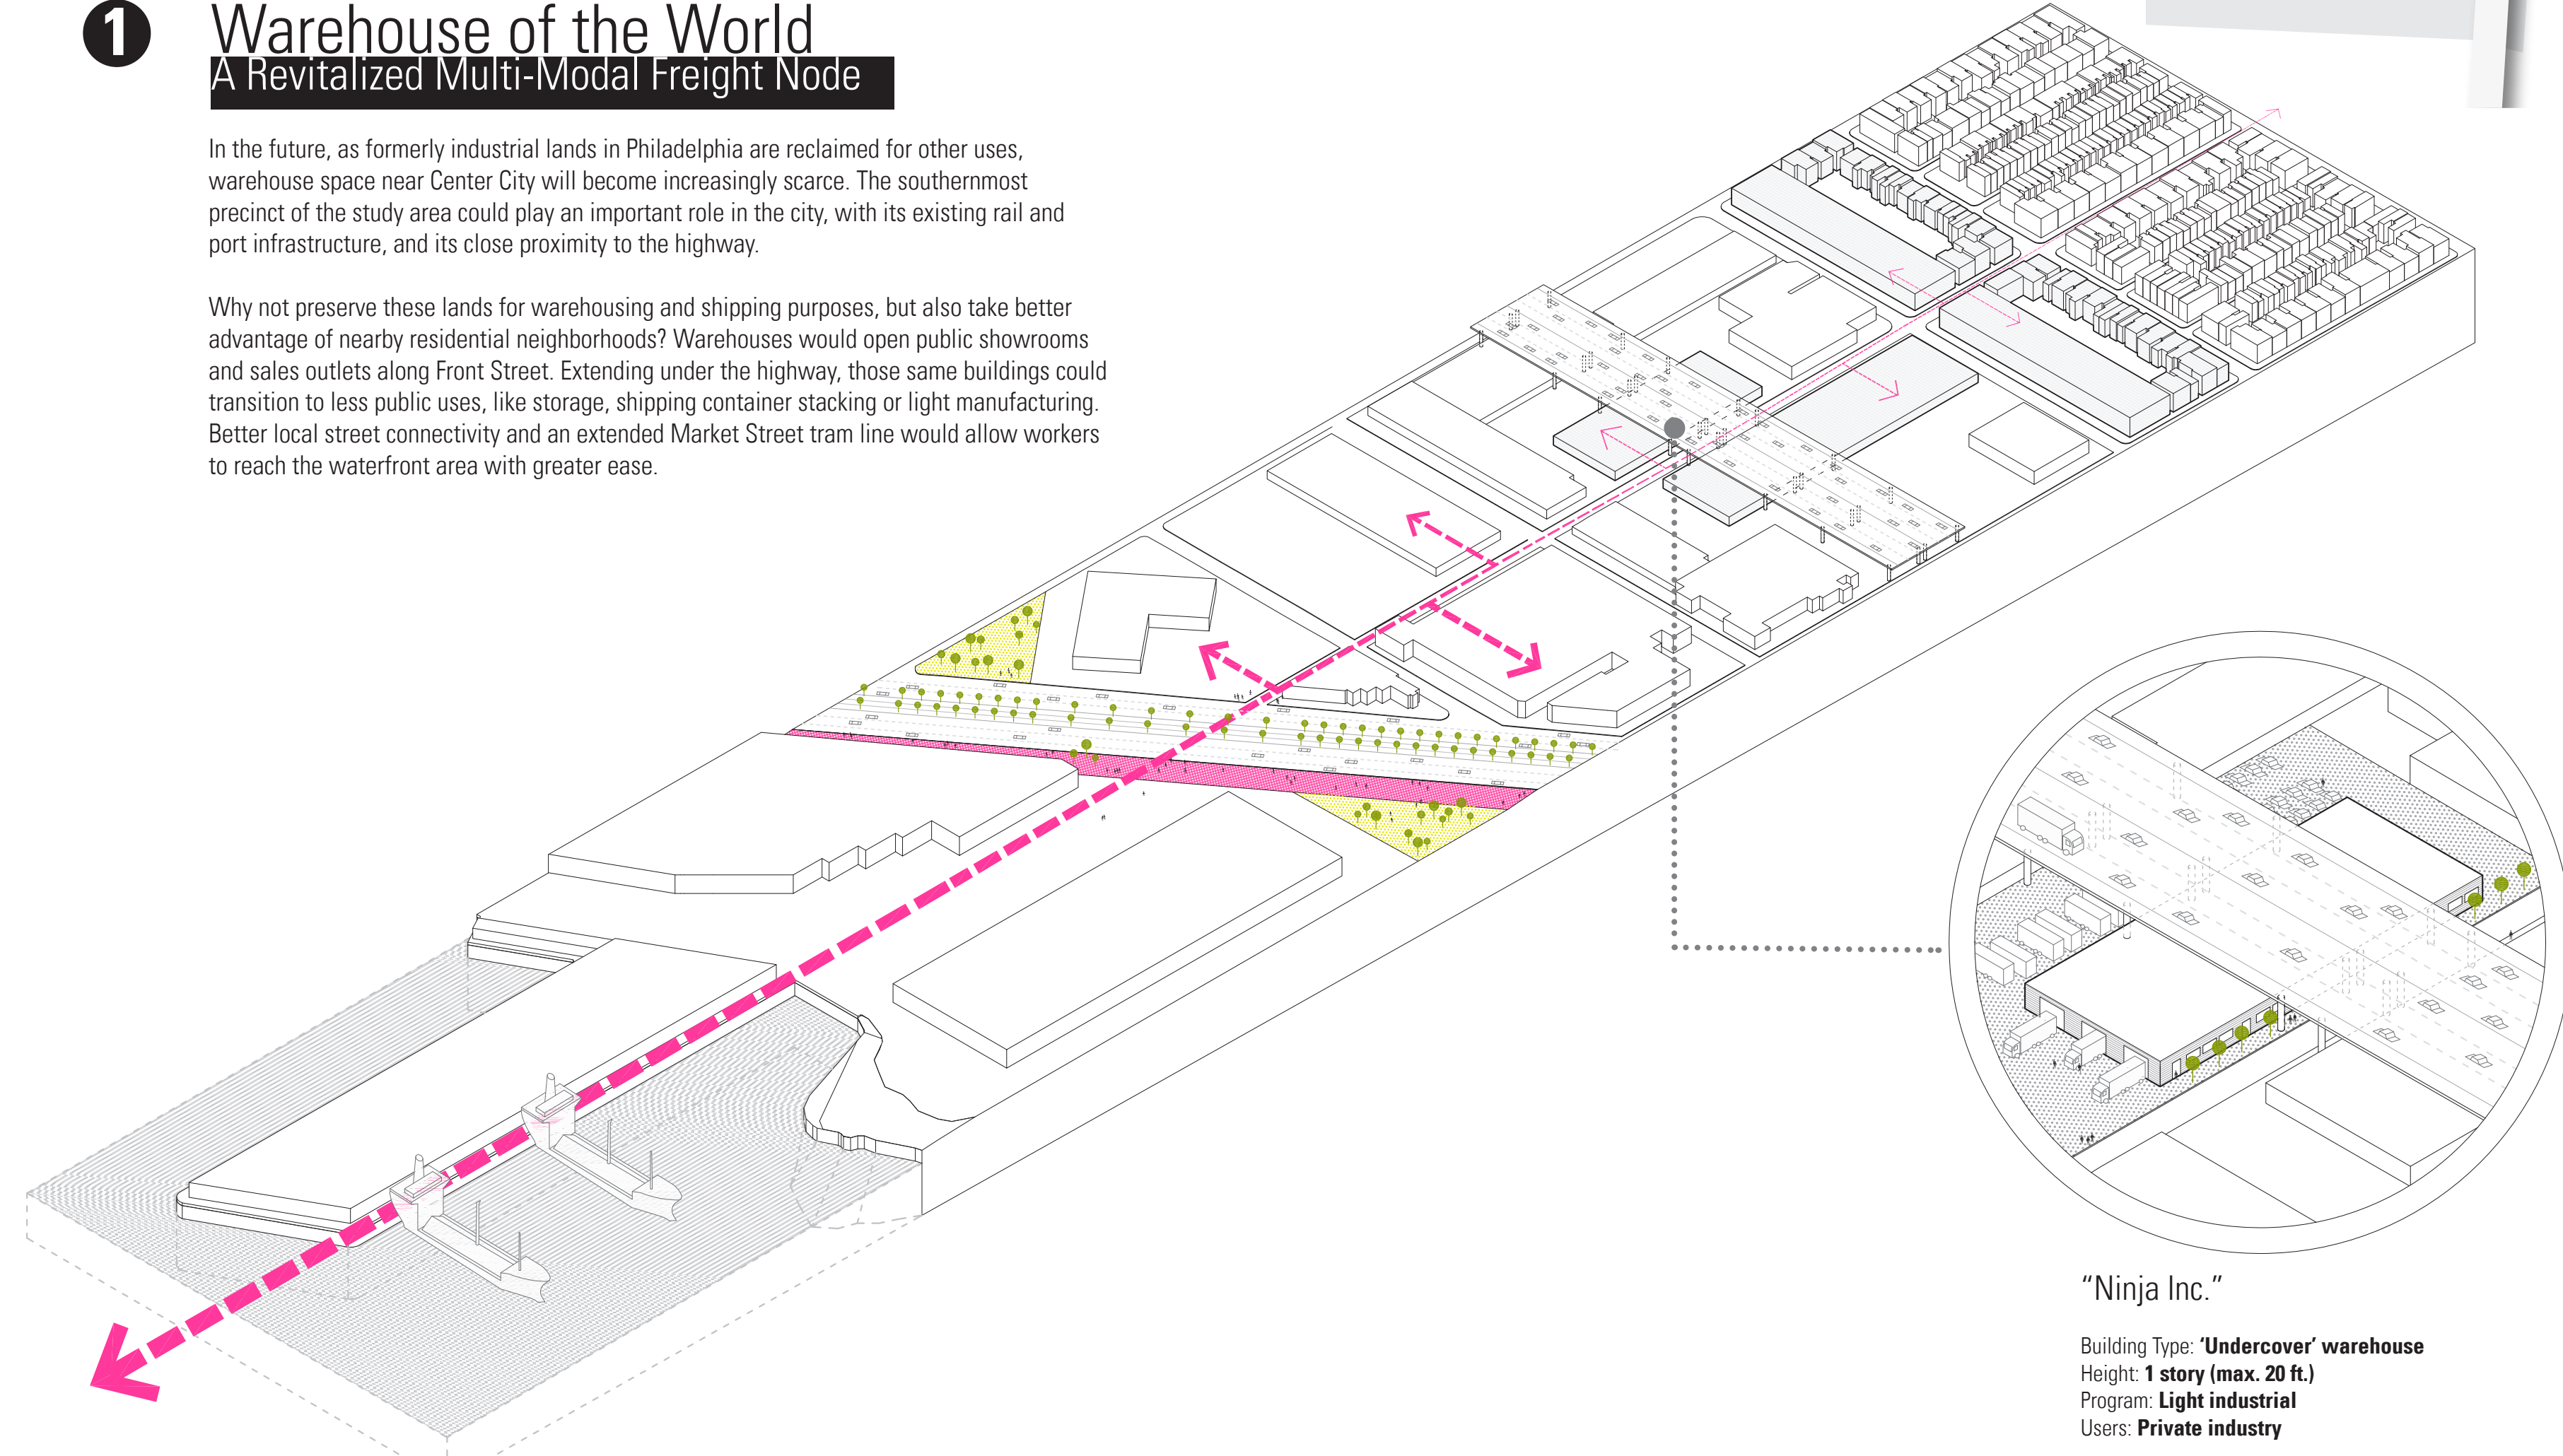 1
Warehouse of the World
A Revitalized Multi-Modal Freight Node
In the future, as formerly industrial lands in Philadelphia are reclaimed for other uses,
warehouse space near Center City will become increasingly scarce. The southernmost
precinct of the study area could play an important role in the city, with its existing rail and
port infrastructure, and its close proximity to the highway.
Why not preserve these lands for warehousing and shipping purposes, but also take better
advantage of nearby residential neighborhoods? Warehouses would open public showrooms
and sales outlets along Front Street. Extending under the highway, those same buildings could
transition to less public uses, like storage, shipping container stacking or light manufacturing.
Better local street connectivity and an extended Market Street tram line would allow workers
to reach the waterfront area with greater ease.
“Ninja Inc.”
Building Type: ‘Undercover’ warehouse
Height: 1 story (max. 20 ft.)
Program: Light industrial
Users: Private industry